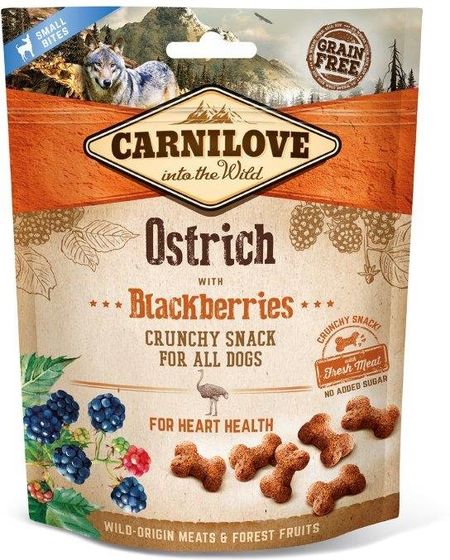 SMALL
BITES
GRAIN
FREE
CARNILOVE
into the Wild
Ostrich
WITH
Blackberries
CRUNCHY SNACK
FOR ALL DOGS
CRUNCHY SNACK!
with
Fresh Meat
NO ADDED SUGAR
FOR HEART HEALTH
WILD-ORIGIN MEATS & FOREST FRUITS